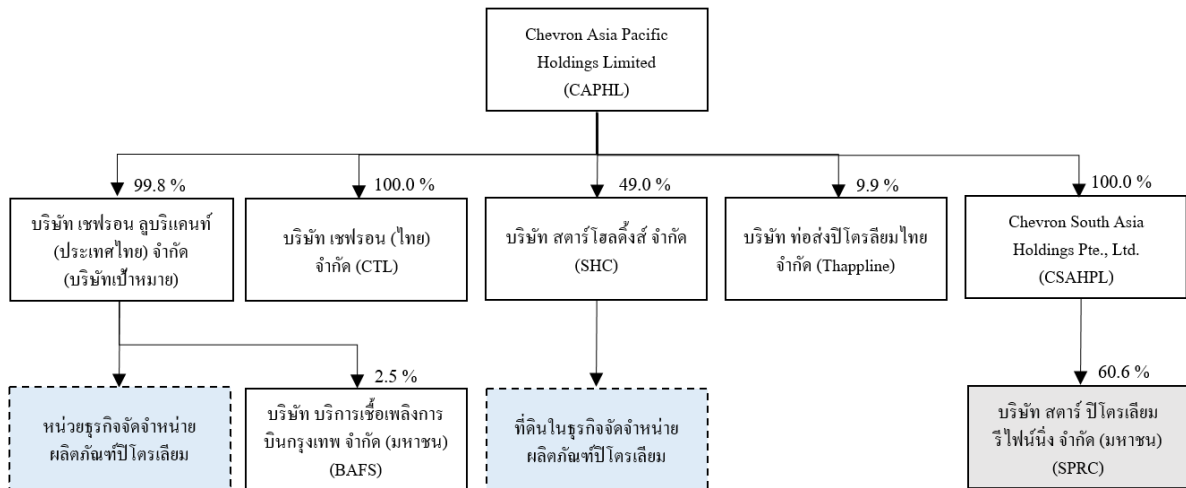 Chevron Asia Pacific
Holdings Limited
(CAPHL)
99.8 %
100.0 %
49.0 %
9.9 %
100.0 %
บริษัท เชฟรอน ลูบริแคนท์
(ประเทศไทย) จำกัด
(บริษัทเป้าหมาย)
บริษัท เชฟรอน (ไทย)
จำกัด (CTL)
บริษัท สตาร์โฮลดิ้งส์ จำกัด
(SHC)
บริษัท ท่อส่งปิโตรเลียมไทย
จำกัด (Thappline)
Chevron South Asia
Holdings Pte., Ltd.
(CSAHPL)
2.5 %
60.6 %
หน่วยธุรกิจจัดจำหน่าย
ผลิตภัณฑ์ปิโตรเลียม
บริษัท บริการเชื้อเพลิงการ
บินกรุงเทพ จำกัด (มหาชน)
(BAFS)
ที่ดินในธุรกิจจัดจำหน่าย
ผลิตภัณฑ์ปิโตรเลียม
บริษัท สตาร์ ปิโตรเลียม
รีไฟน์นิ่ง จำกัด (มหาชน)
(SPRC)